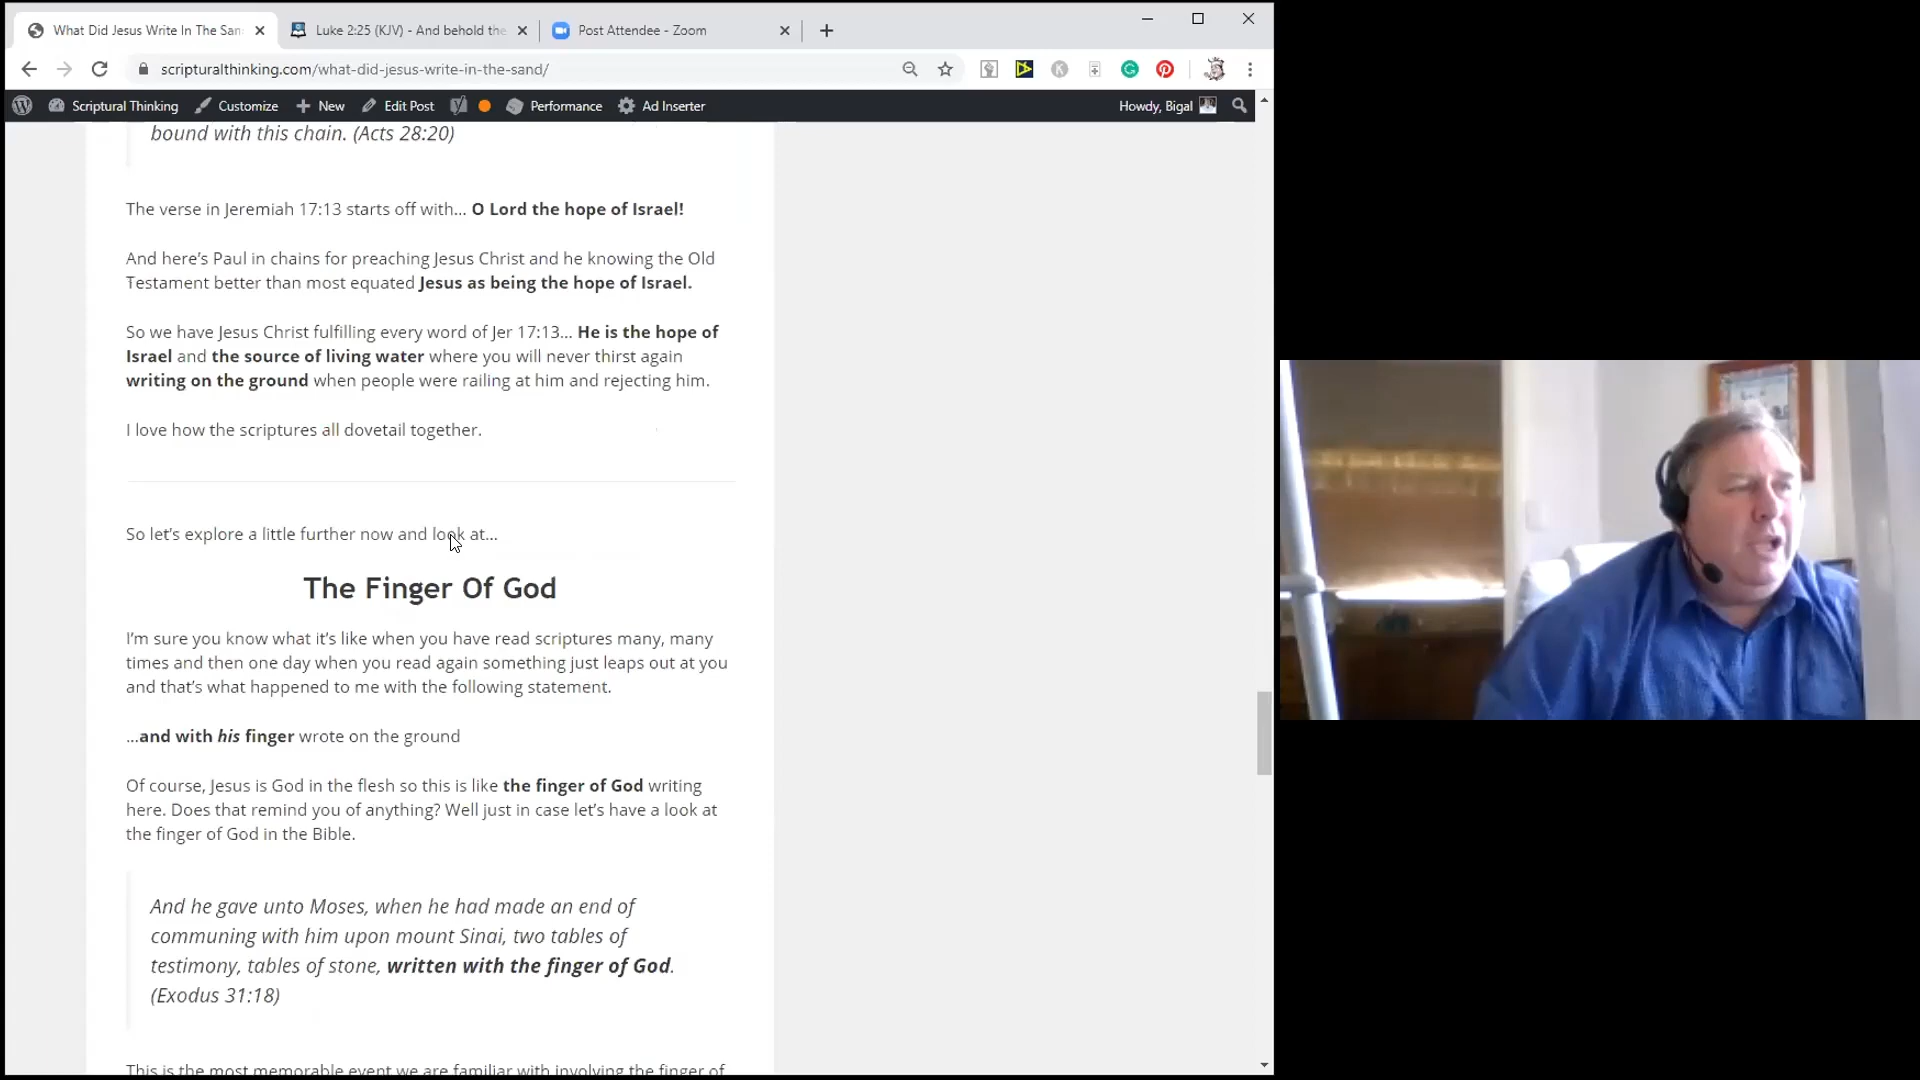 What Did Jesus Write In The San
Luke 2:25 (KJV) - And behold the
Post Attendee - Zoom
scripturalthinking.com/what-did-jesus-write-in-the-sand/
Scriptural Thinking Customize New Edit Post Performance Ad Inserter Howdy, Bigal
bound with this chain. (Acts 28:20)
The verse in Jeremiah 17:13 starts off with... O Lord the hope of Israel!
And here's Paul in chains for preaching Jesus Christ and he knowing the Old
Testament better than most equated Jesus as being the hope of Israel.
So we have Jesus Christ fulfilling every word of Jer 17:13... He is the hope of
Israel and the source of living water where you will never thirst again
writing on the ground when people were railing at him and rejecting him.
I love how the scriptures all dovetail together.
So let's explore a little further now and look at...
The Finger Of God
I'm sure you know what it's like when you have read scriptures many, many
times and then one day when you read again something just leaps out at you
and that's what happened to me with the following statement.
...and with his finger wrote on the ground
Of course, Jesus is God in the flesh so this is like the finger of God writing
here. Does that remind you of anything? Well just in case let's have a look at
the finger of God in the Bible.
And he gave unto Moses, when he had made an end of
communing with him upon mount Sinai, two tables of
testimony, tables of stone, written with the finger of God.
(Exodus 31:18)
This is the most memorable event we are familiar with involving the finger of